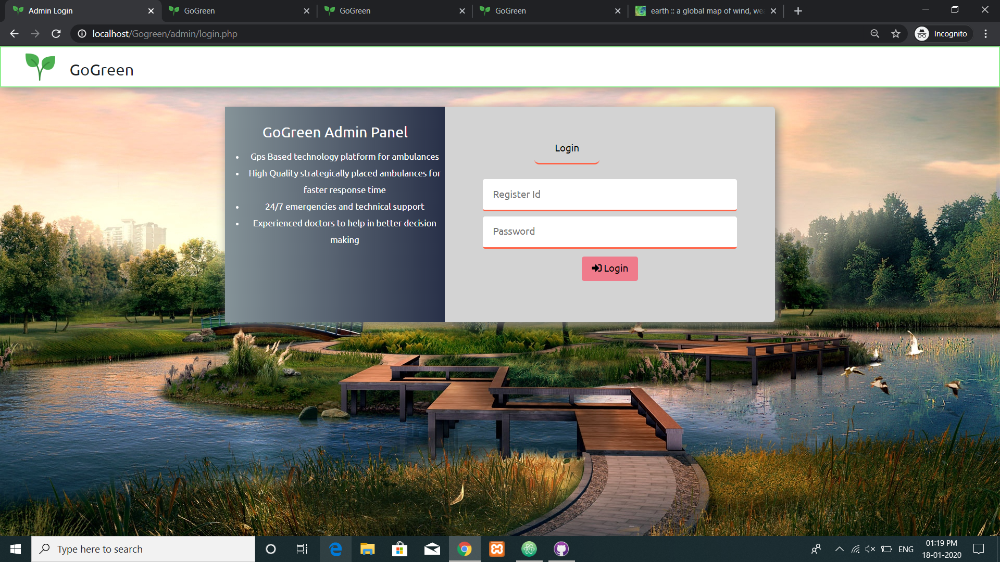 Admin Login
GoGreen
GoGreen
GoGreen
earth :: a global map of wind, wea
localhost/Gogreen/admin/login.php
Incognito
GoGreen
GoGreen Admin Panel
Gps Based technology platform for ambulances
High Quality strategically placed ambulances for
faster response time
24/7 emergencies and technical support
Experienced doctors to help in better decision
making
Login
Register Id
Password
Login
Type here to search
ENG
01:19 PM
18-01-2020